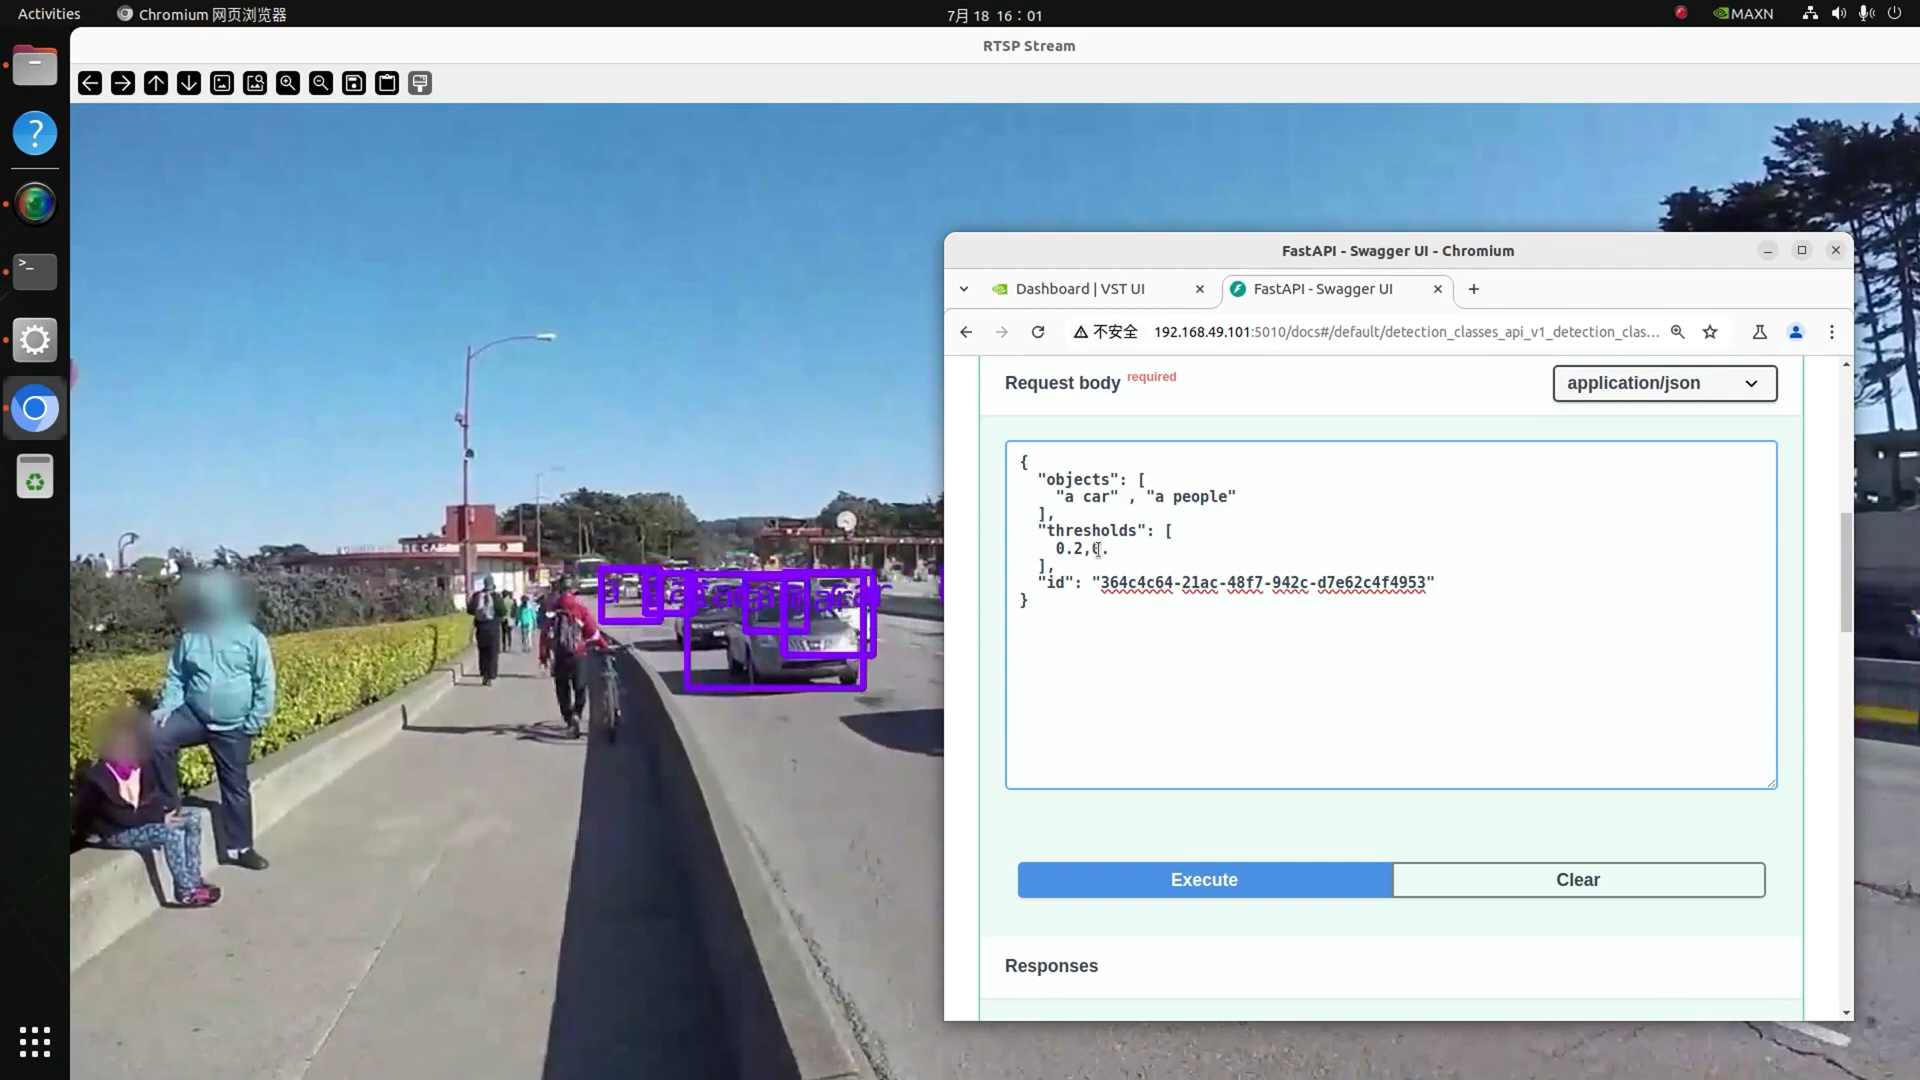 Activities
Chromium 网页浏览器
7月 18 16：01
MAXN
RTSP Stream
FastAPI - Swagger UI - Chromium
Dashboard | VST UI
FastAPI - Swagger UI
不安全
192.168.49.101:5010/docs#/default/detection_classes_api_v1_detection_clas...
Request body required
application/json
{
"objects": [
"a car" , "a people"
],
"thresholds": [
0.2,0.
],
"id": "364c4c64-21ac-48f7-942c-d7e62c4f4953"
}
Execute
Clear
Responses